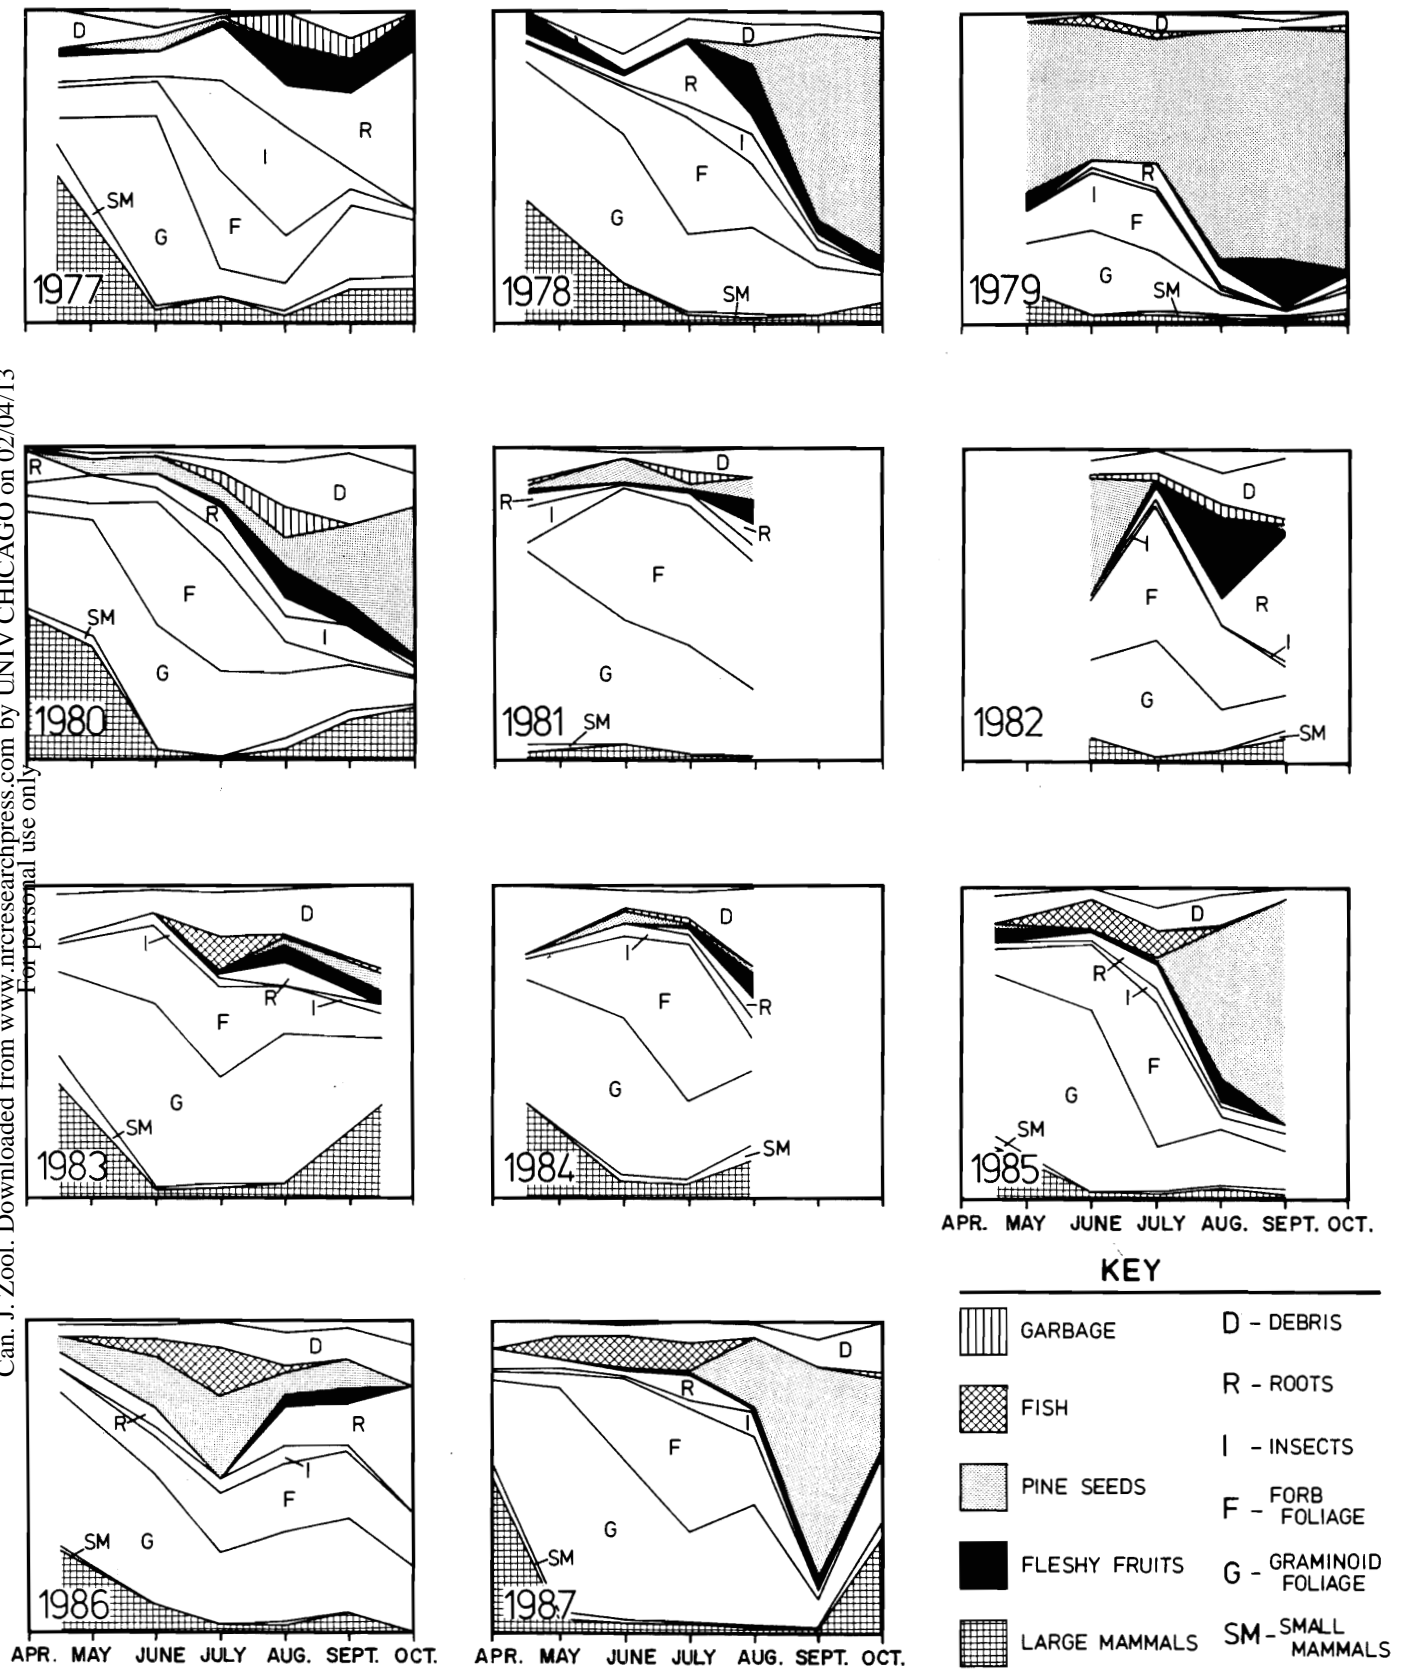 D
R
SM
I
F
G
1977
D
R
I
F
G
SM
1978
D
R
I
F
G
SM
1979
R
D
R
F
SM
I
G
1980
D
R
I
R
F
G
SM
1981
D
I
F
R
I
G
SM
1982
D
I
R
I
F
G
SM
1983
D
I
F
R
G
SM
1984
D
R
I
F
G
SM
1985
APR. MAY JUNE JULY AUG. SEPT. OCT.
D
R
R
I
F
SM
G
1986
APR. MAY JUNE JULY AUG. SEPT. OCT.
D
R
I
F
G
SM
1987
APR. MAY JUNE JULY AUG. SEPT. OCT.
KEY
GARBAGE
FISH
PINE SEEDS
FLESHY FRUITS
LARGE MAMMALS
D - DEBRIS
R - ROOTS
I - INSECTS
F - FORB
FOLIAGE
G - GRAMINOID
FOLIAGE
SM - SMALL
MAMMALS
Can. J. Zool. Downloaded from www.nrcresearchpress.com by UNIV CHICAGO on 02/04/13
For personal use only.